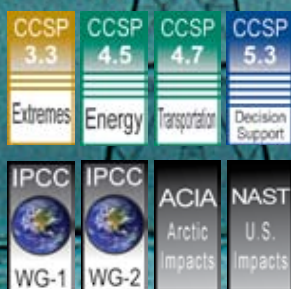 CCSP CCSP CCSP CCSP
3.3 4.5 4.7 5.3
Extremes Energy Transportation Decision
Support
IPCC IPCC ACIA NAST
Arctic U.S.
Impacts Impacts
WG-1 WG-2